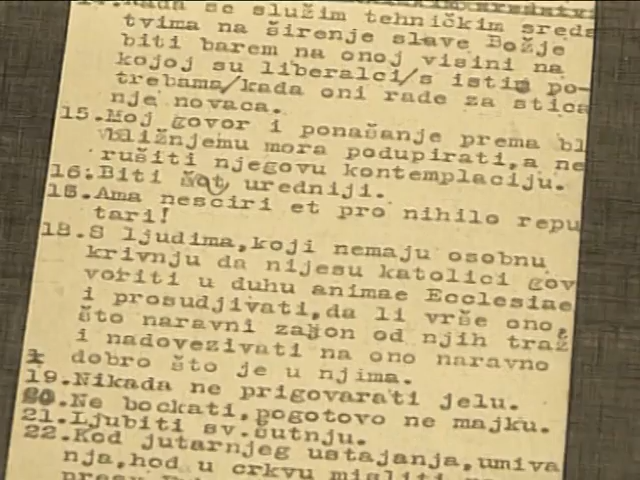 14.Kada se služim tehničkim sreds
tvima na širenje slave Božje
biti barem na onoj visini na
kojoj su liberalci/s istim po-
trebama/kada oni rade za stica
nje novaca.
15.Moj govor i ponašanje prema bl
bližnjemu mora podupirati,a ne
rušiti njegovu kontemplaciju.
16.Biti uredniji.
18.Ama nesciri et pro nihilo repu
tari!
18.S ljudima,koji nemaju osobnu
krivnju da nijesu katolici gov
voriti u duhu animae Ecclesiae
i prosudjivati,da li vrše ono,
što naravni zakon od njih traž
i nadovezivati na ono naravno
dobro što je u njima.
19.Nikada ne prigovarati jelu.
20.Ne bockati,pogotovo ne majku.
21.Ljubiti sv.šutnju.
22.Kod jutarnjeg ustajanja,umiva
nja,hod u crkvu misliti